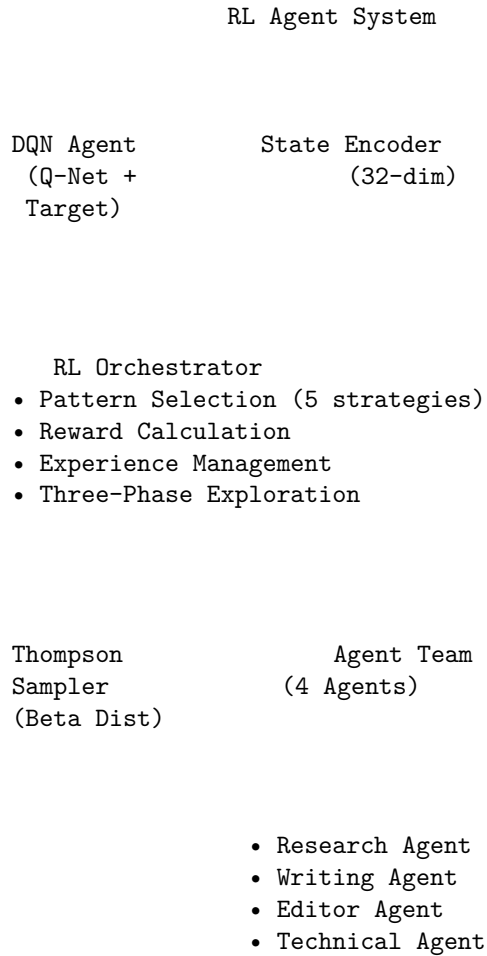 RL Agent System
DQN Agent
(Q-Net +
Target)
State Encoder
(32-dim)
RL Orchestrator
• Pattern Selection (5 strategies)
• Reward Calculation
• Experience Management
• Three-Phase Exploration
Thompson
Sampler
(Beta Dist)
Agent Team
(4 Agents)
• Research Agent
• Writing Agent
• Editor Agent
• Technical Agent